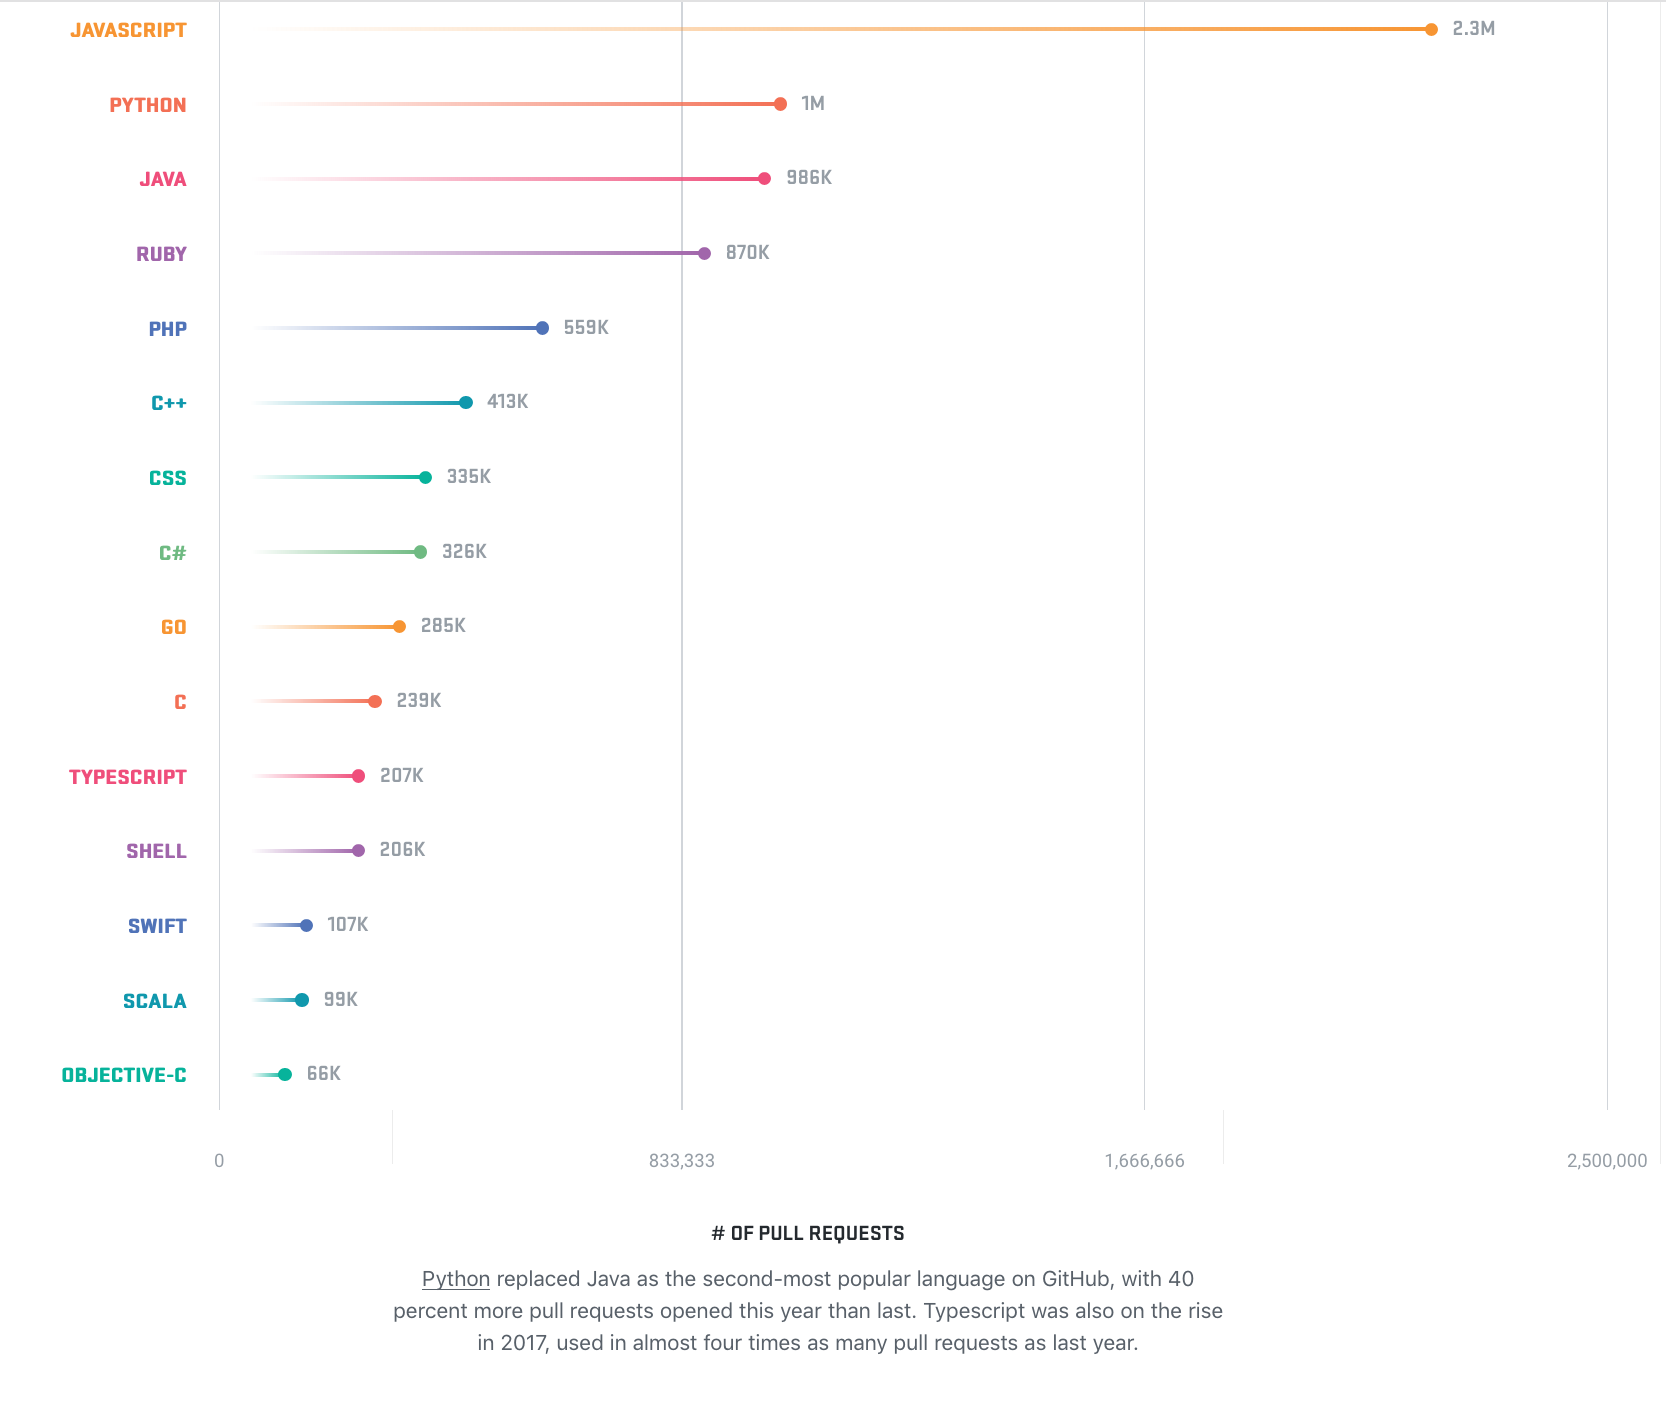 JAVASCRIPT 2.3M
PYTHON 1M
JAVA 986K
RUBY 870K
PHP 559K
C++ 413K
CSS 335K
C# 326K
GO 285K
C 239K
TYPESCRIPT 207K
SHELL 206K
SWIFT 107K
SCALA 99K
OBJECTIVE-C 66K
0 833,333 1,666,666 2,500,000
# OF PULL REQUESTS
Python replaced Java as the second-most popular language on GitHub, with 40
percent more pull requests opened this year than last. Typescript was also on the rise
in 2017, used in almost four times as many pull requests as last year.